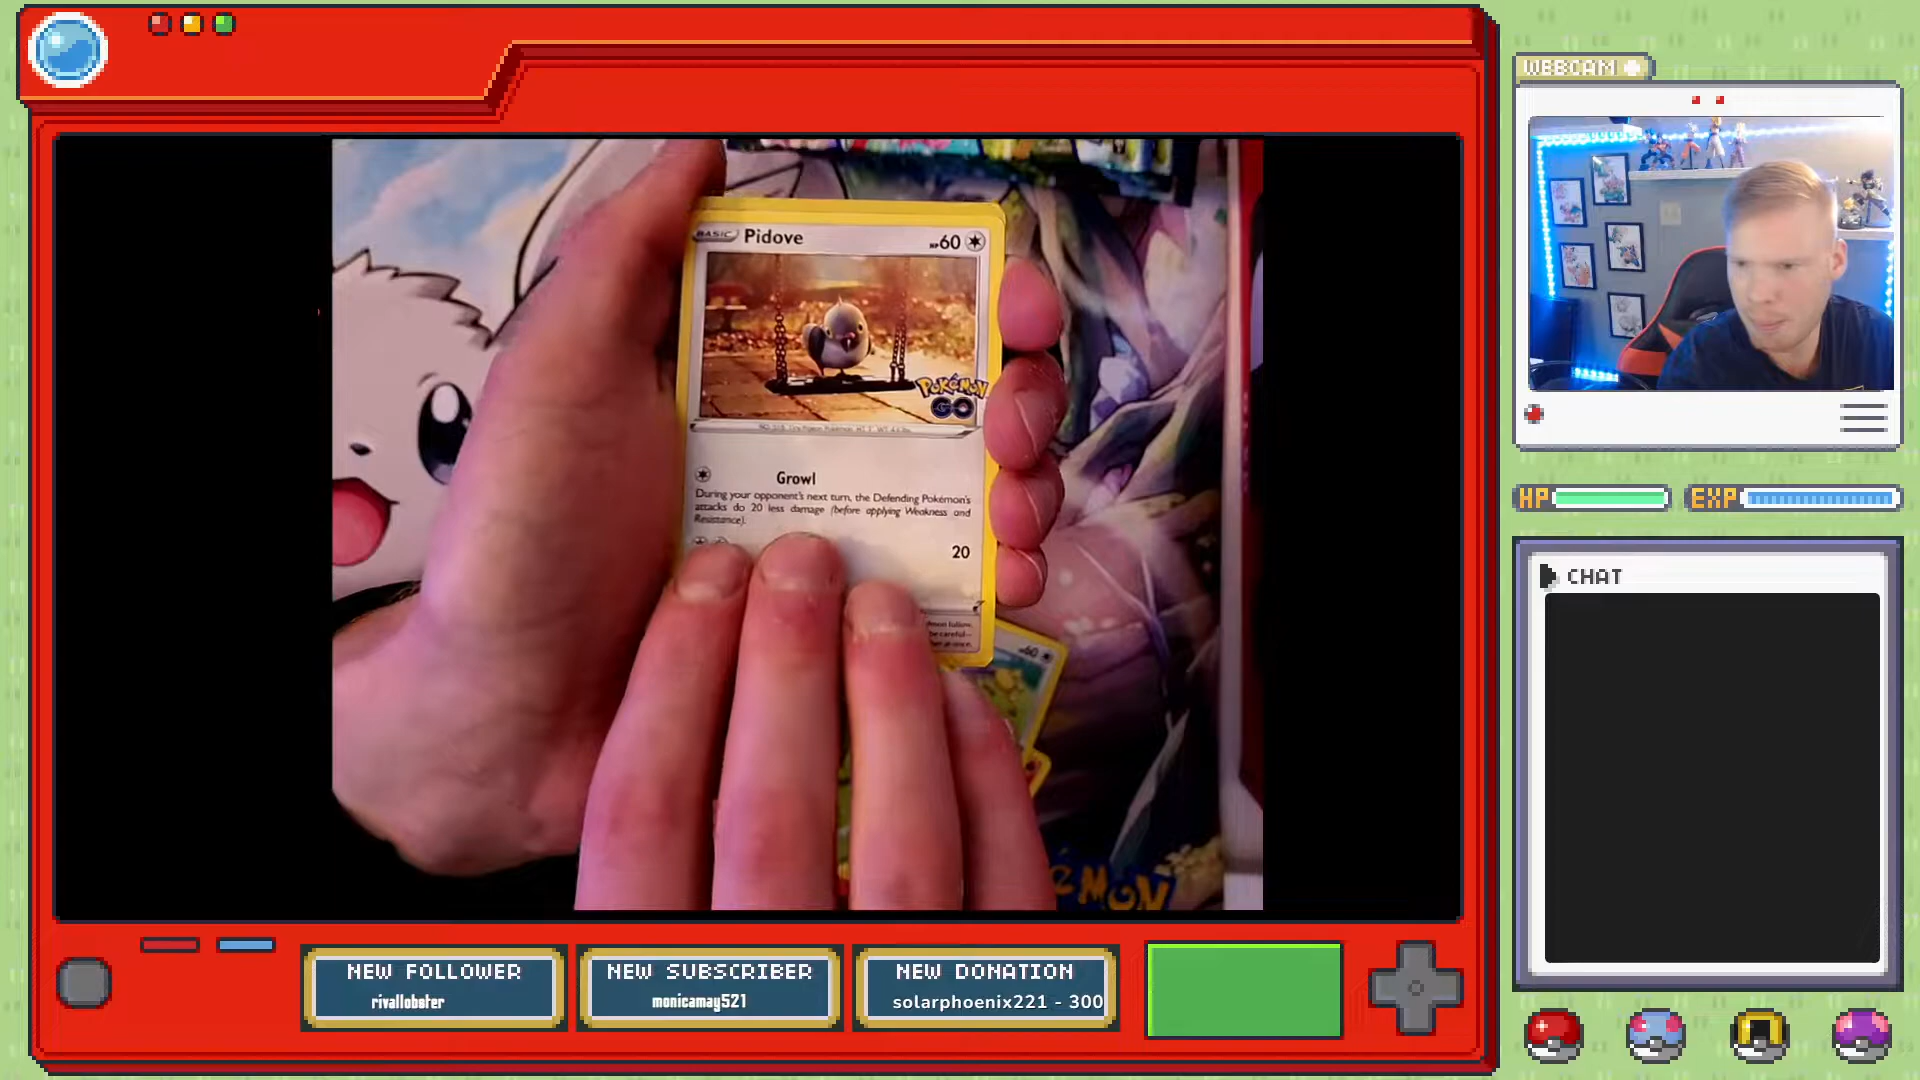 WEBCAM
BASIC Pidove HP60
POKéMON
GO
Growl
During your opponent's next turn, the Defending Pokémon's
attacks do 20 less damage (before applying Weakness and
Resistance).
20
HP60
HP EXP
CHAT
NEW FOLLOWER
rivallobster
NEW SUBSCRIBER
monicamay521
NEW DONATION
solarphoenix221 - 300